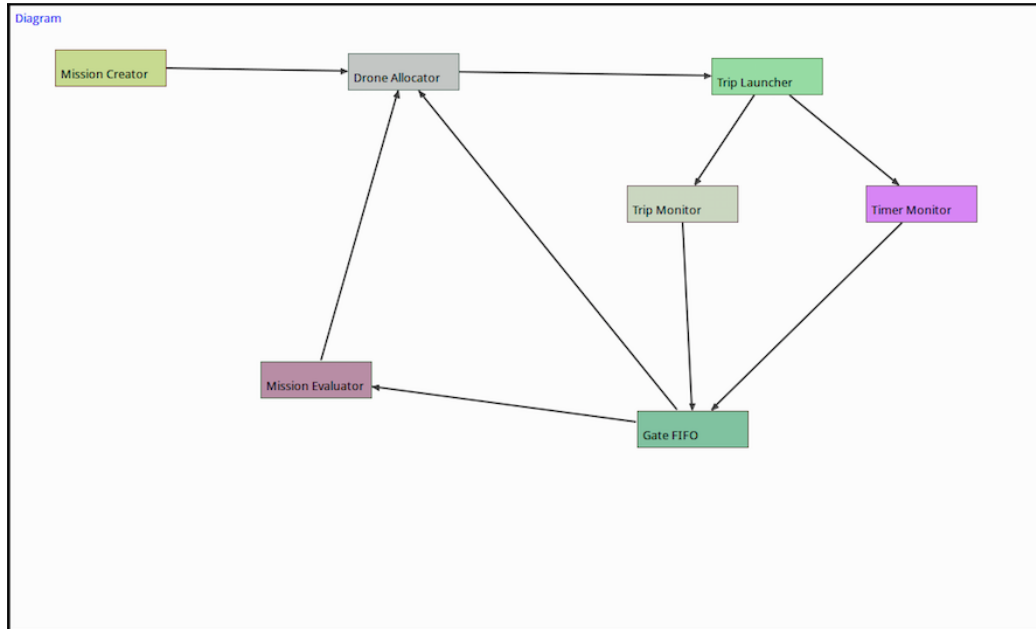 Diagram
Mission Creator
Drone Allocator
Trip Launcher
Trip Monitor
Timer Monitor
Mission Evaluator
Gate FIFO